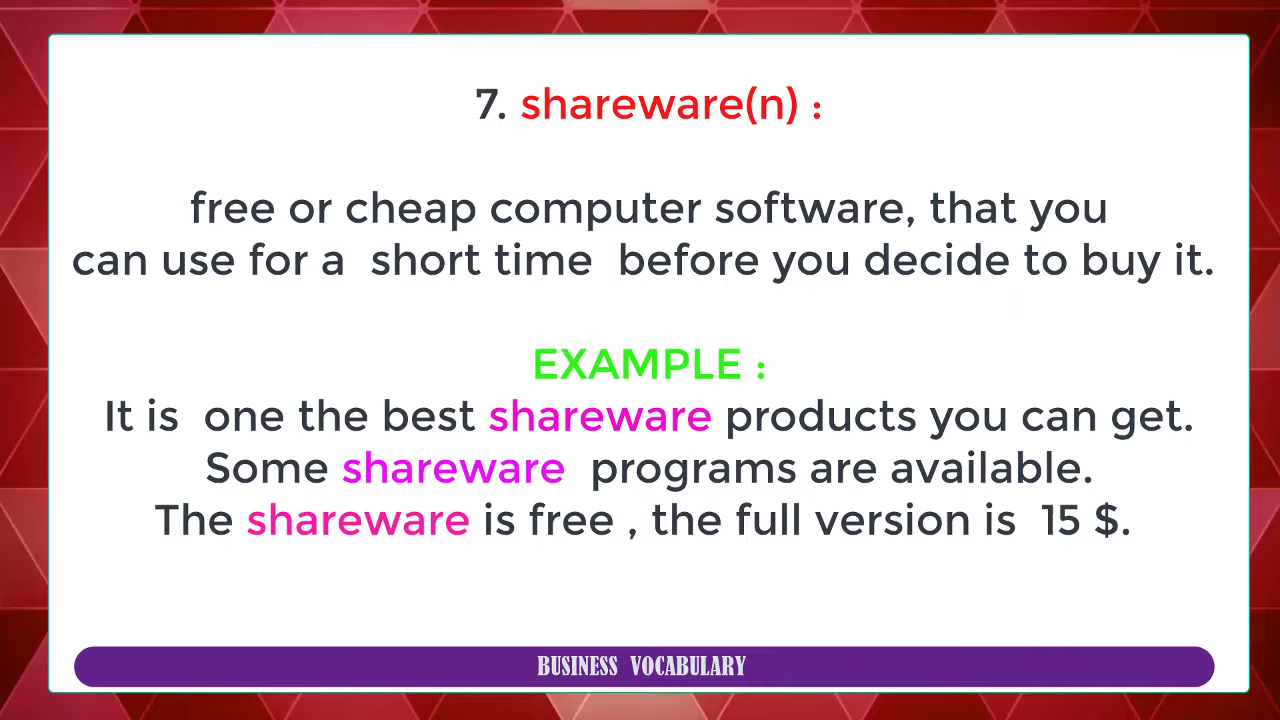 7. shareware(n) :
free or cheap computer software, that you
can use for a short time before you decide to buy it.
EXAMPLE :
It is one the best shareware products you can get.
Some shareware programs are available.
The shareware is free , the full version is 15 $.
BUSINESS VOCABULARY